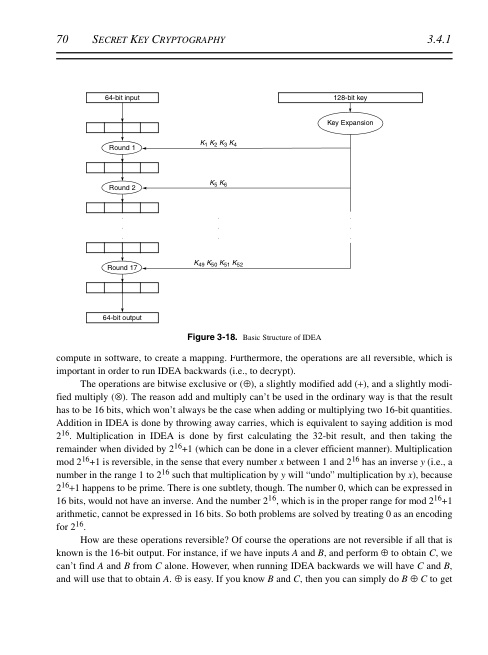 70 SECRET KEY CRYPTOGRAPHY 3.4.1
64-bit input
128-bit key
Key Expansion
Round 1
K1 K2 K3 K4
Round 2
K5 K6
Round 17
K49 K50 K51 K52
64-bit output
Figure 3-18. Basic Structure of IDEA
compute in software, to create a mapping. Furthermore, the operations are all reversible, which is
important in order to run IDEA backwards (i.e., to decrypt).
The operations are bitwise exclusive or (⊕), a slightly modified add (+), and a slightly modi-
fied multiply (⊗). The reason add and multiply can't be used in the ordinary way is that the result
has to be 16 bits, which won't always be the case when adding or multiplying two 16-bit quantities.
Addition in IDEA is done by throwing away carries, which is equivalent to saying addition is mod
2^16. Multiplication in IDEA is done by first calculating the 32-bit result, and then taking the
remainder when divided by 2^16+1 (which can be done in a clever efficient manner). Multiplication
mod 2^16+1 is reversible, in the sense that every number x between 1 and 2^16 has an inverse y (i.e., a
number in the range 1 to 2^16 such that multiplication by y will "undo" multiplication by x), because
2^16+1 happens to be prime. There is one subtlety, though. The number 0, which can be expressed in
16 bits, would not have an inverse. And the number 2^16, which is in the proper range for mod 2^16+1
arithmetic, cannot be expressed in 16 bits. So both problems are solved by treating 0 as an encoding
for 2^16.
How are these operations reversible? Of course the operations are not reversible if all that is
known is the 16-bit output. For instance, if we have inputs A and B, and perform ⊕ to obtain C, we
can't find A and B from C alone. However, when running IDEA backwards we will have C and B,
and will use that to obtain A. ⊕ is easy. If you know B and C, then you can simply do B ⊕ C to get